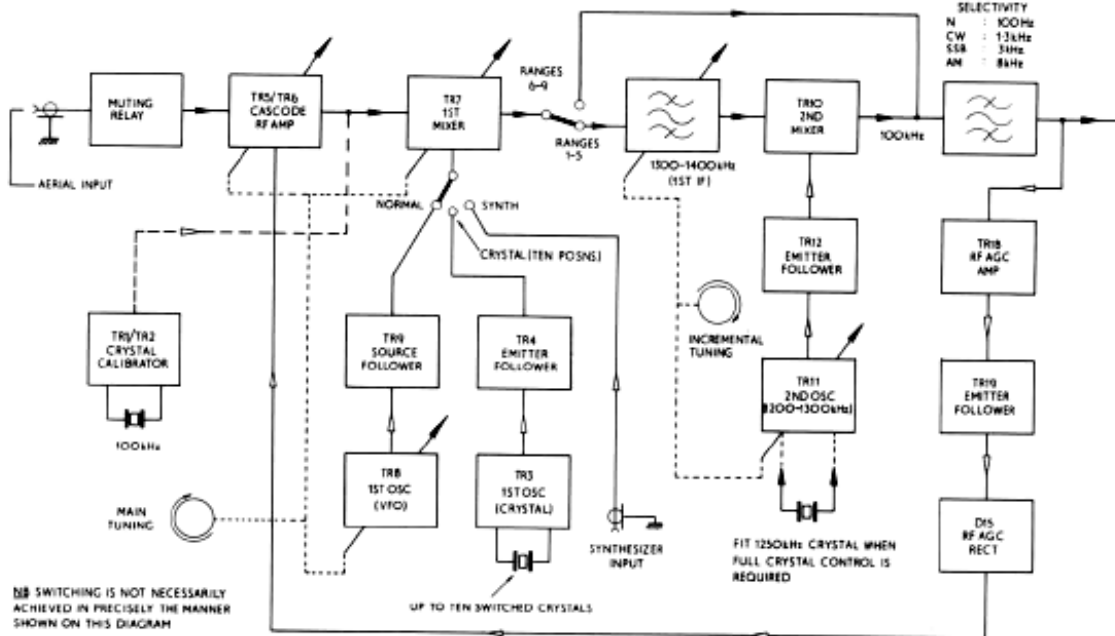 SELECTIVITY
N : 100Hz
CW : 1·3kHz
SSB : 3kHz
AM : 8kHz
MUTING
RELAY
TR5/TR6
CASCODE
RF AMP
TR7
1ST
MIXER
RANGES
6-9
RANGES
1-5
1300-1400kHz
(1ST IF)
TR10
2ND
MIXER
100kHz
AERIAL INPUT
NORMAL
SYNTH
CRYSTAL (TEN POSNS)
TR12
EMITTER
FOLLOWER
TR18
RF AGC
AMP
TR1/TR2
CRYSTAL
CALIBRATOR
100kHz
TR9
SOURCE
FOLLOWER
TR4
EMITTER
FOLLOWER
INCREMENTAL
TUNING
TR11
2ND OSC
(1200-1300kHz)
TR19
EMITTER
FOLLOWER
MAIN
TUNING
TR8
1ST OSC
(VFO)
TR3
1ST OSC
(CRYSTAL)
SYNTHESIZER
INPUT
FIT 1250kHz CRYSTAL WHEN
FULL CRYSTAL CONTROL IS
REQUIRED
D15
RF AGC
RECT
UP TO TEN SWITCHED CRYSTALS
NB SWITCHING IS NOT NECESSARILY
ACHIEVED IN PRECISELY THE MANNER
SHOWN ON THIS DIAGRAM